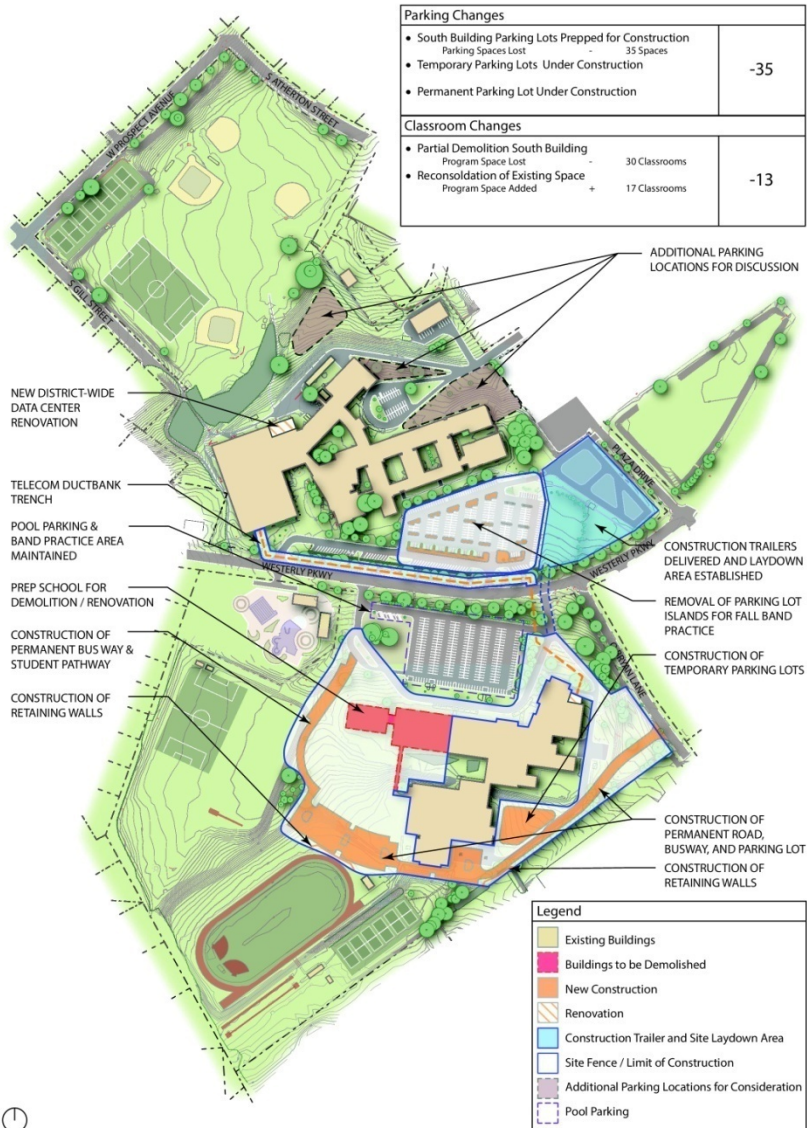 Parking Changes
• South Building Parking Lots Prepped for Construction
Parking Spaces Lost - 35 Spaces
• Temporary Parking Lots Under Construction
• Permanent Parking Lot Under Construction
-35
Classroom Changes
• Partial Demolition South Building
Program Space Lost - 30 Classrooms
• Reconsoldation of Existing Space
Program Space Added + 17 Classrooms
-13
W PROSPECT AVENUE
S ATHERTON STREET
S GILL STREET
ADDITIONAL PARKING
LOCATIONS FOR DISCUSSION
NEW DISTRICT-WIDE
DATA CENTER
RENOVATION
TELECOM DUCTBANK
TRENCH
POOL PARKING &
BAND PRACTICE AREA
MAINTAINED
PREP SCHOOL FOR
DEMOLITION / RENOVATION
CONSTRUCTION OF
PERMANENT BUS WAY &
STUDENT PATHWAY
CONSTRUCTION OF
RETAINING WALLS
PLAZA DRIVE
WESTERLY PKWY
WESTERLY PKWY
CONSTRUCTION TRAILERS
DELIVERED AND LAYDOWN
AREA ESTABLISHED
REMOVAL OF PARKING LOT
ISLANDS FOR FALL BAND
PRACTICE
CONSTRUCTION OF
TEMPORARY PARKING LOTS
LANE
CONSTRUCTION OF
PERMANENT ROAD,
BUSWAY, AND PARKING LOT
CONSTRUCTION OF
RETAINING WALLS
Legend
Existing Buildings
Buildings to be Demolished
New Construction
Renovation
Construction Trailer and Site Laydown Area
Site Fence / Limit of Construction
Additional Parking Locations for Consideration
Pool Parking